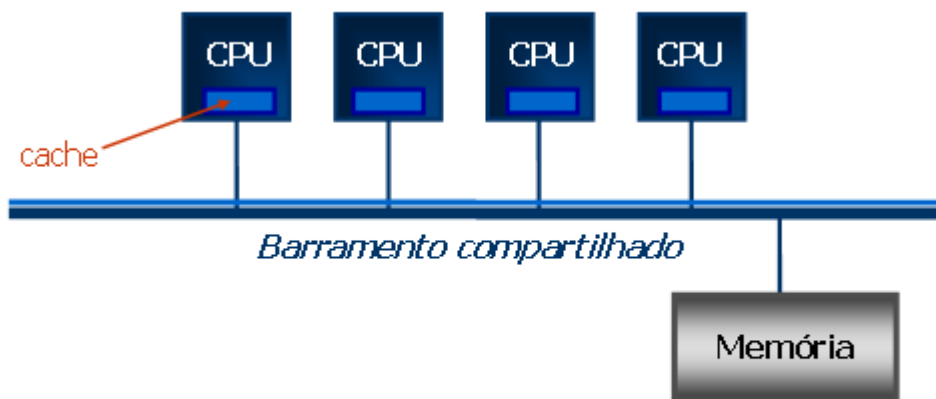 CPU
CPU
CPU
CPU
cache
Barramento compartilhado
Memória